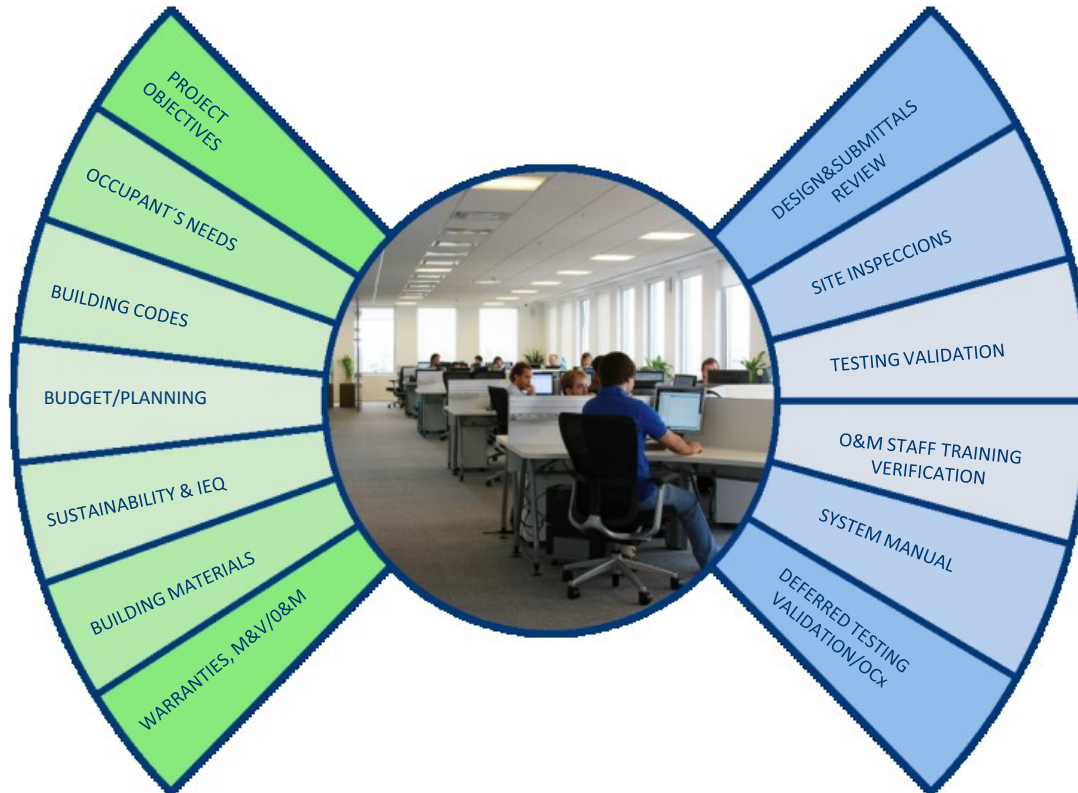 PROJECT
OBJECTIVES
OCCUPANT´S NEEDS
BUILDING CODES
BUDGET/PLANNING
SUSTAINABILITY & IEQ
BUILDING MATERIALS
WARRANTIES, M&V/0&M
DESIGN&SUBMITTALS
REVIEW
SITE INSPECCIONS
TESTING VALIDATION
O&M STAFF TRAINING
VERIFICATION
SYSTEM MANUAL
DEFERRED TESTING
VALIDATION/OCx